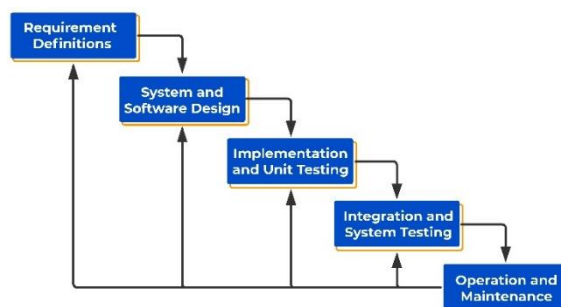 Requirement
Definitions
System and
Software Design
Implementation
and Unit Testing
Integration and
System Testing
Operation and
Maintenance